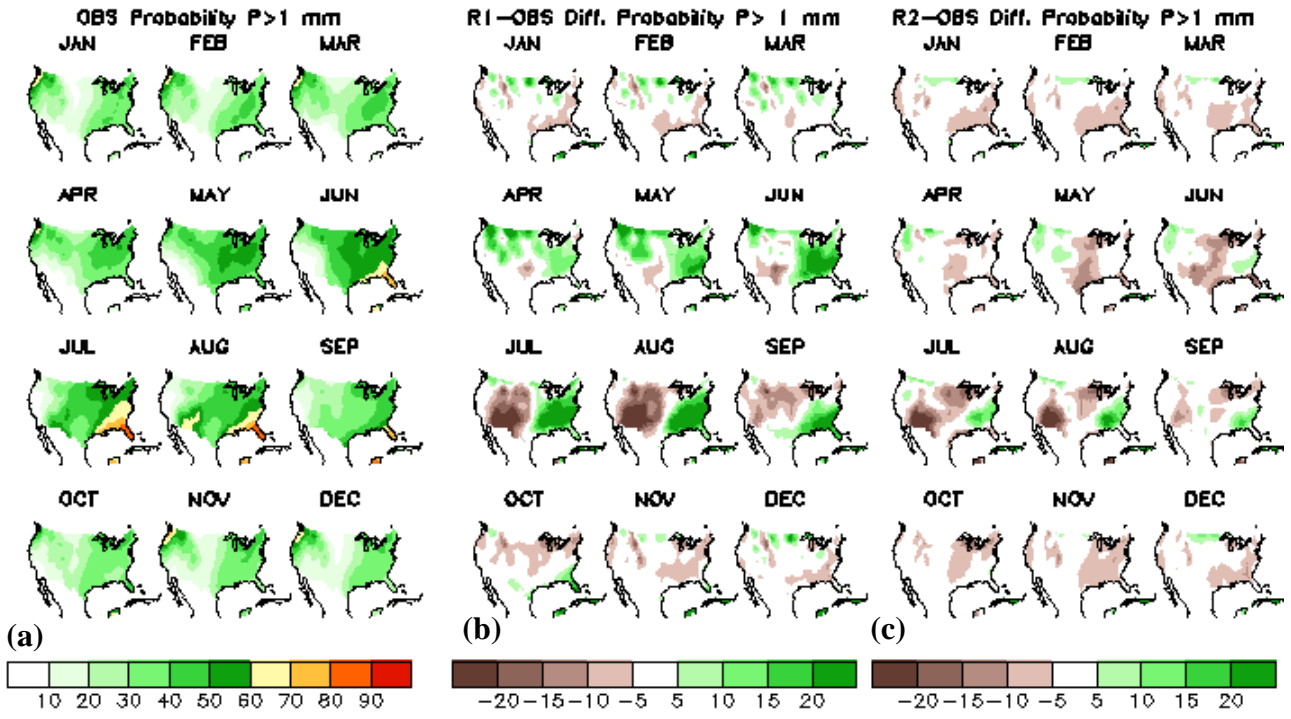 OBS Probability P>1 mm
JAN FEB MAR
APR MAY JUN
JUL AUG SEP
OCT NOV DEC
(a)
10 20 30 40 50 60 70 80 90
R1-OBS Diff. Probability P> 1 mm
JAN FEB MAR
APR MAY JUN
JUL AUG SEP
OCT NOV DEC
(b)
-20 -15 -10 -5 5 10 15 20
R2-OBS Diff. Probability P>1 mm
JAN FEB MAR
APR MAY JUN
JUL AUG SEP
OCT NOV DEC
(c)
-20 -15 -10 -5 5 10 15 20